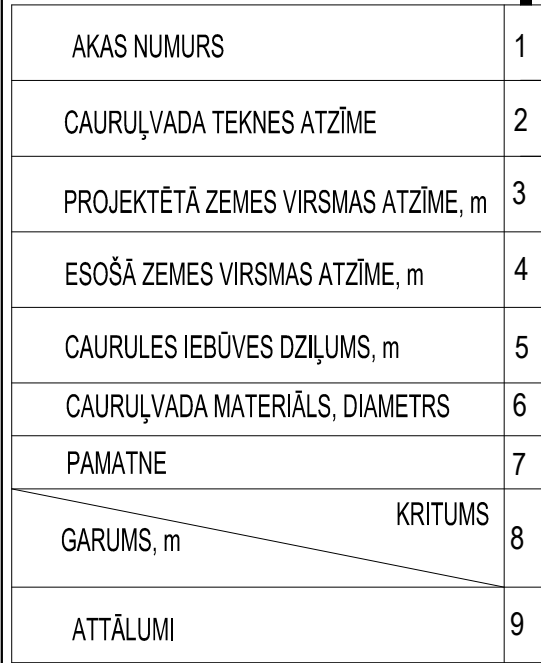 AKAS NUMURS 1
CAURUĻVADA TEKNES ATZĪME 2
PROJEKTĒTĀ ZEMES VIRSMAS ATZĪME, m 3
ESOŠĀ ZEMES VIRSMAS ATZĪME, m 4
CAURULES IEBŪVES DZIĻUMS, m 5
CAURUĻVADA MATERIĀLS, DIAMETRS 6
PAMATNE 7
KRITUMS
GARUMS, m 8
ATTĀLUMI 9